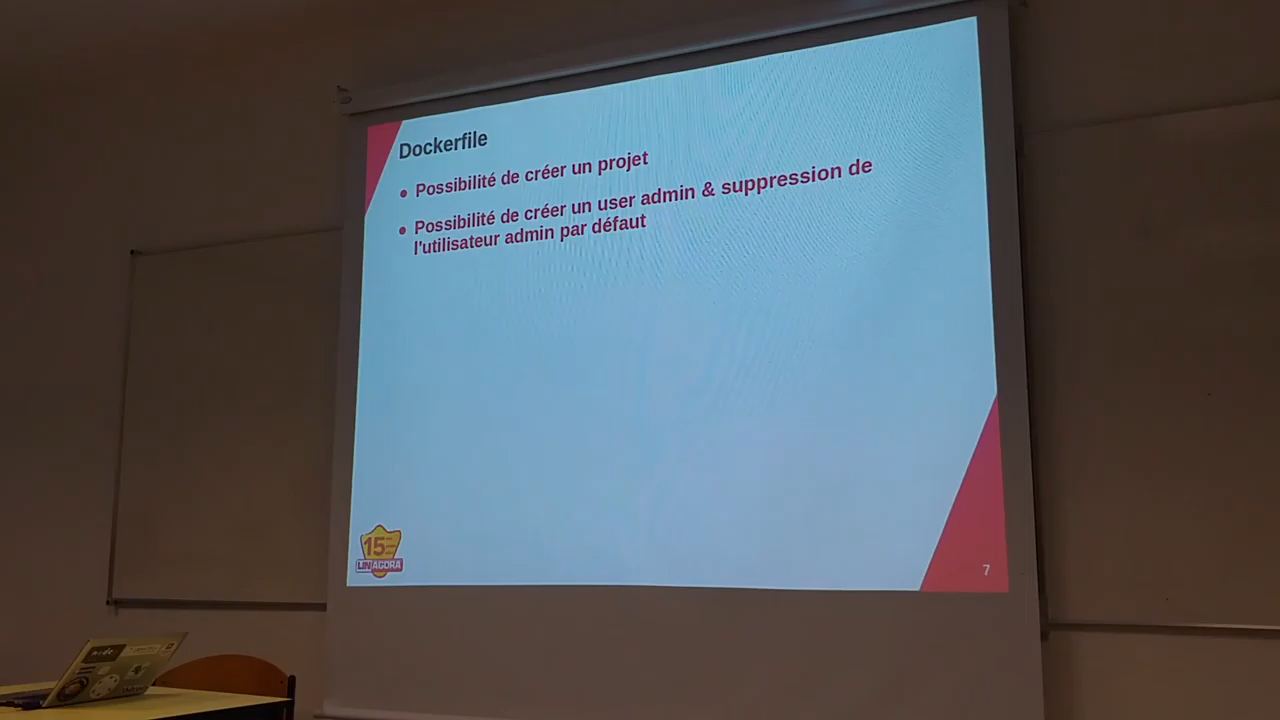 Dockerfile
Possibilité de créer un projet
Possibilité de créer un user admin & suppression de
l'utilisateur admin par défaut
15
LINAGORA
7